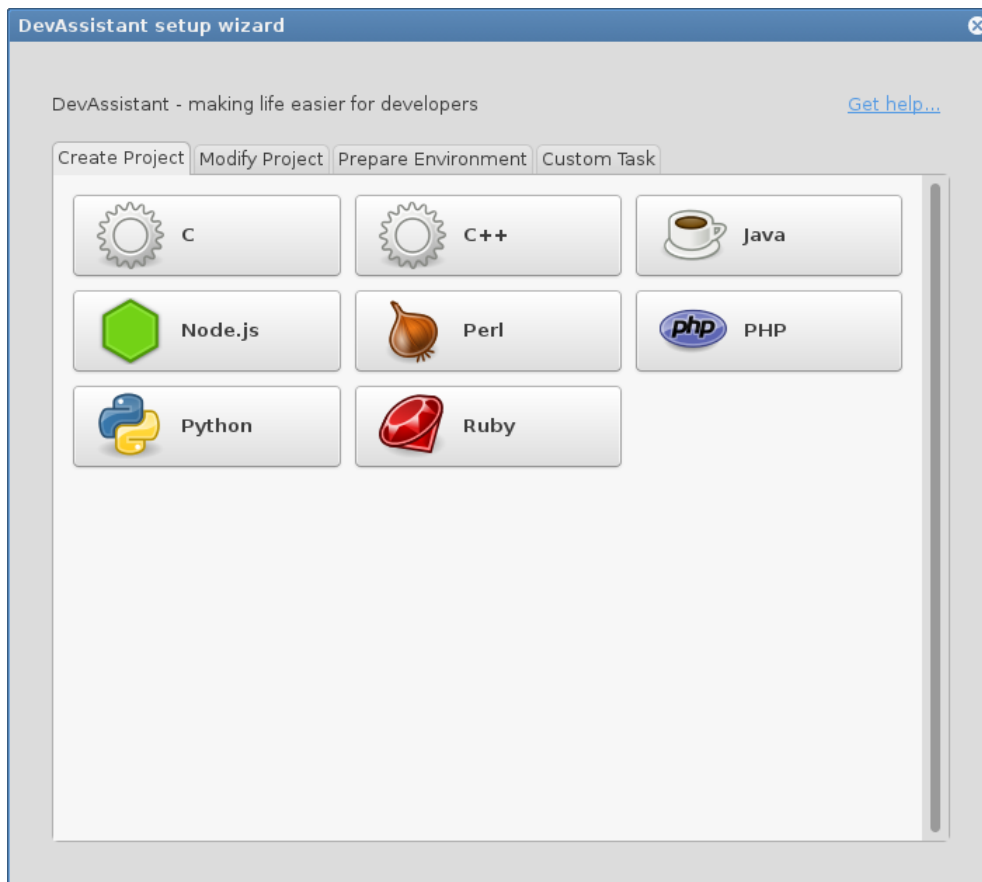 DevAssistant setup wizard
DevAssistant - making life easier for developers
Get help...
Create Project Modify Project Prepare Environment Custom Task
C C++ Java
Node.js Perl php PHP
Python Ruby